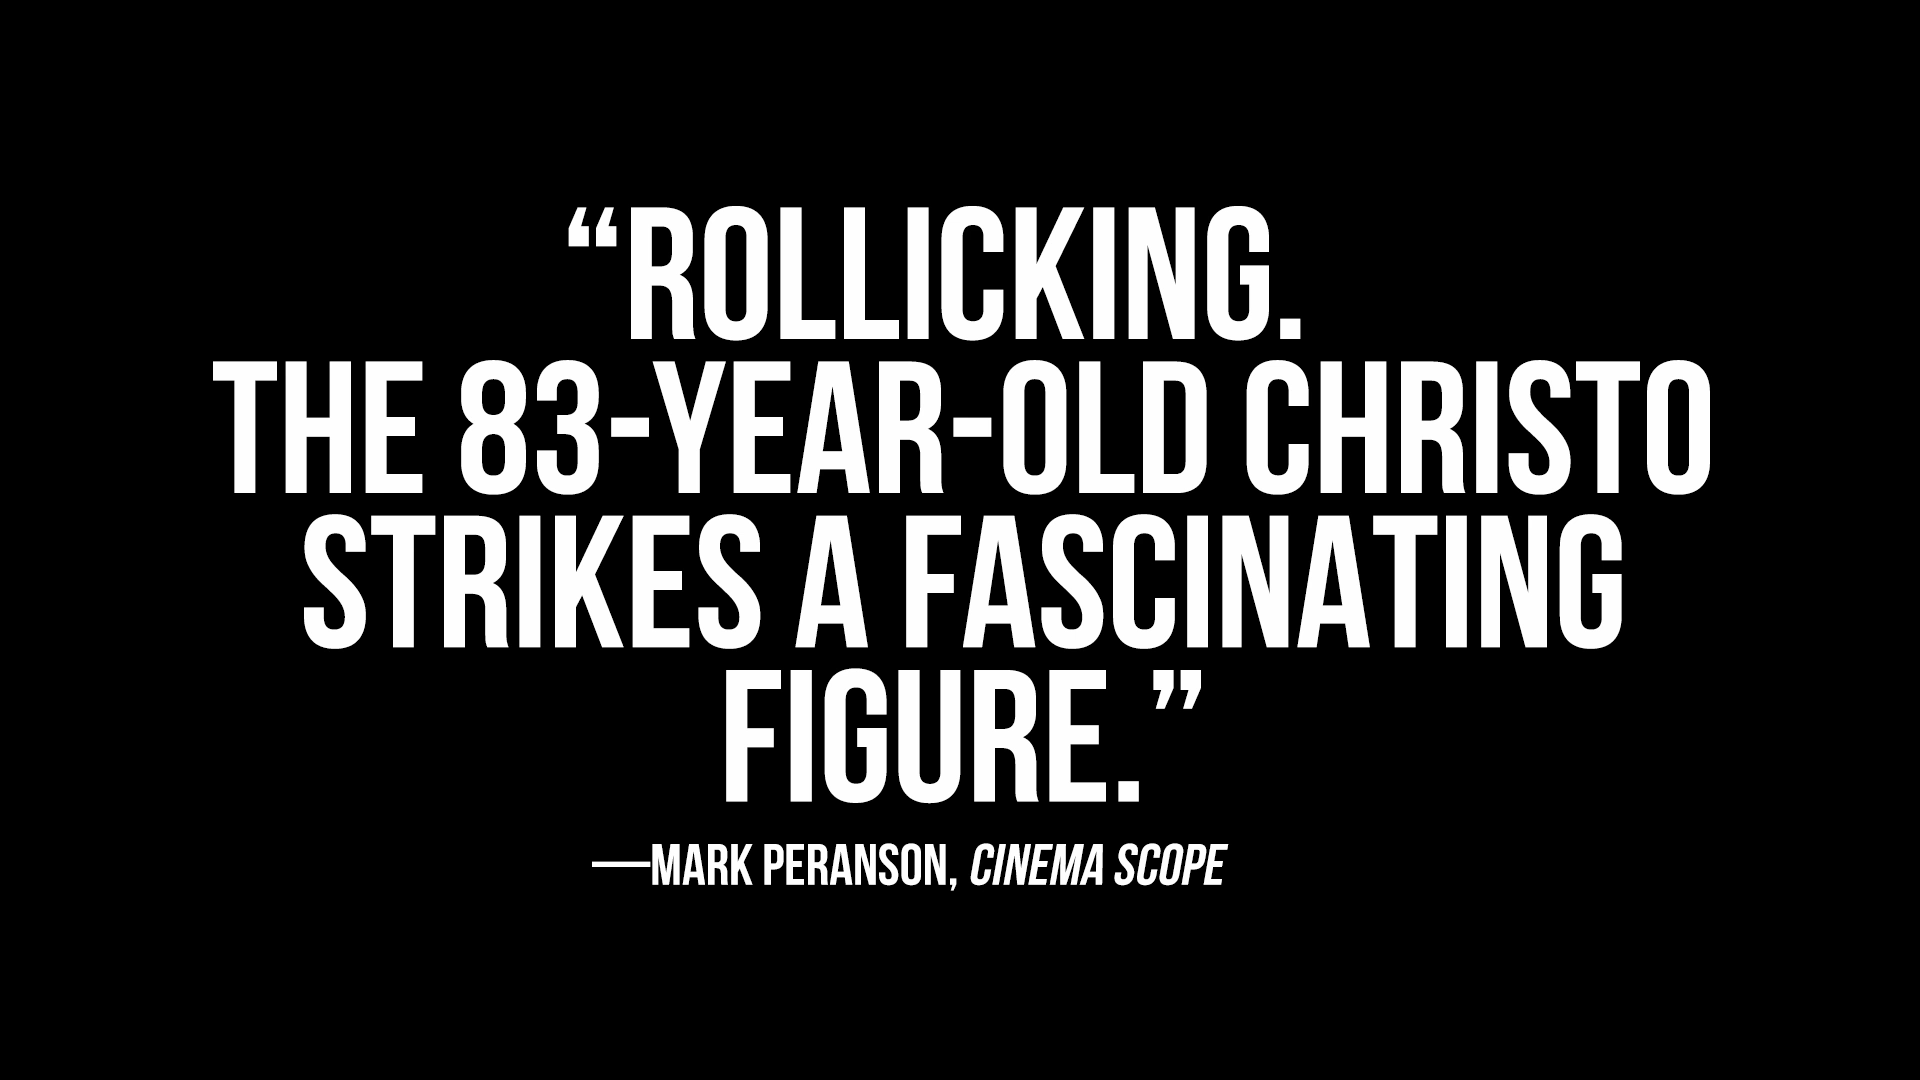 “ROLLICKING.
THE 83-YEAR-OLD CHRISTO
STRIKES A FASCINATING
FIGURE.”
—MARK PERANSON, CINEMA SCOPE